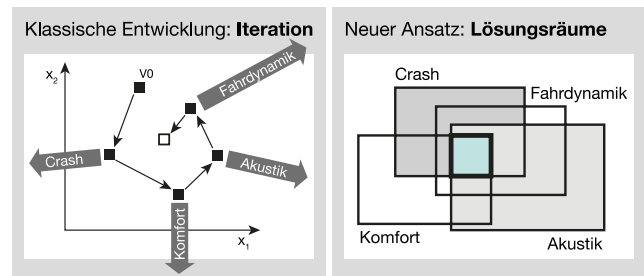 Klassische Entwicklung: Iteration
x2
V0
Fahrdynamik
Crash
Akustik
Komfort
x1
Neuer Ansatz: Lösungsräume
Crash
Fahrdynamik
Komfort
Akustik